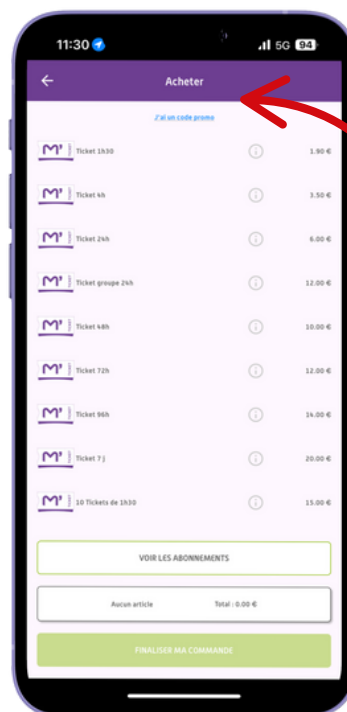 11:30 5G 94
Acheter
J'ai un code promo
M' Ticket 1h30 1.90 €
M' Ticket 4h 3.50 €
M' Ticket 24h 6.00 €
M' Ticket groupe 24h 12.00 €
M' Ticket 48h 10.00 €
M' Ticket 72h 12.00 €
M' Ticket 96h 14.00 €
M' Ticket 7 j 20.00 €
M' 10 Tickets de 1h30 15.00 €
VOIR LES ABONNEMENTS
Aucun article Total : 0.00 €
FINALISER MA COMMANDE